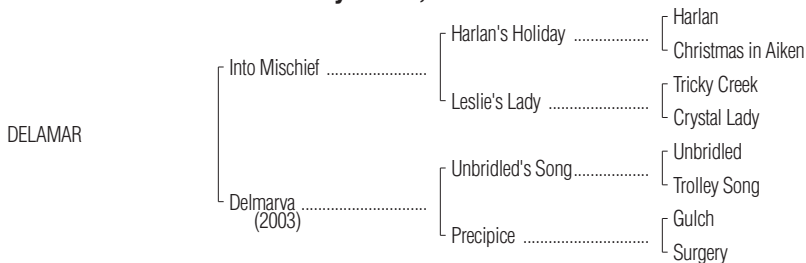 Harlan
Harlan's Holiday ...................
Christmas in Aiken
Into Mischief .........................
Tricky Creek
Leslie's Lady .........................
Crystal Lady
DELAMAR
Unbridled
Unbridled's Song...................
Trolley Song
Delmarva ...............................
(2003)
Gulch
Precipice ...............................
Surgery